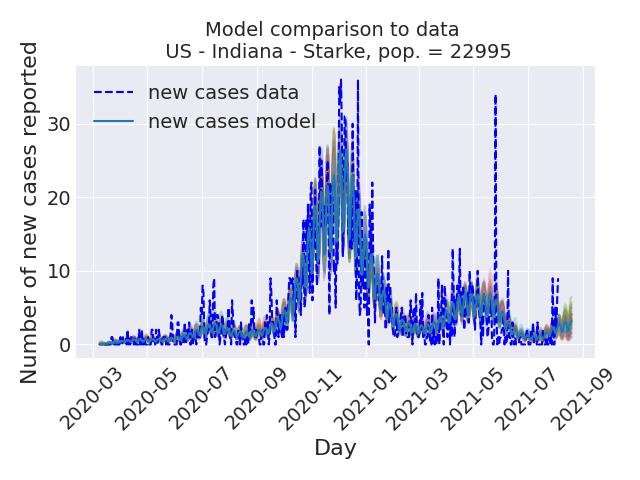 Model comparison to data
US - Indiana - Starke, pop. = 22995
Number of new cases reported
new cases data
new cases model
30
20
10
0
2020-03
2020-05
2020-07
2020-09
2020-11
2021-01
2021-03
2021-05
2021-07
2021-09
Day